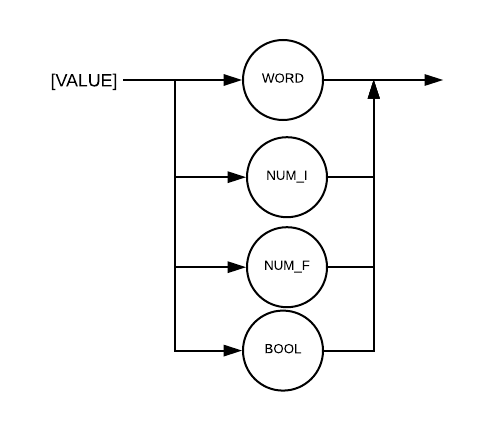 [VALUE]
WORD
NUM_I
NUM_F
BOOL